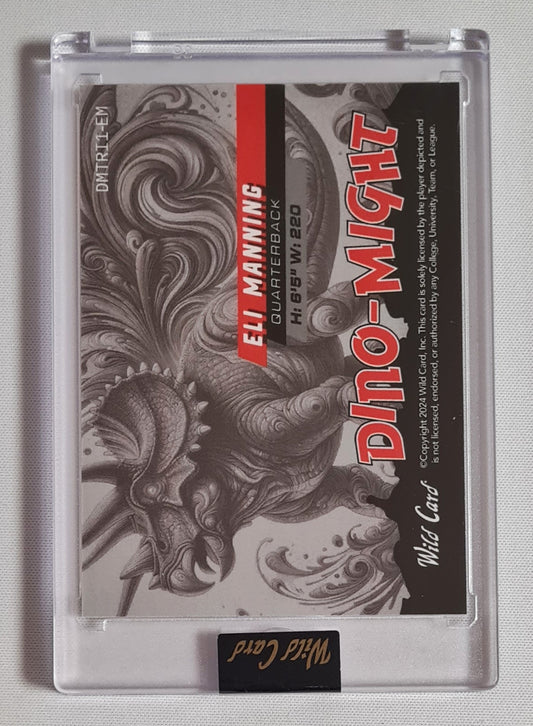 DMTRI1-EM
ELI MANNING
QUARTERBACK
H: 6'5" W: 220
DINO-MIGHT
Wild Card
©Copyright 2024 Wild Card, Inc. This card is solely licensed by the player depicted and
is not licensed, endorsed, or authorized by any College, University, Team, or League.
Wild Card